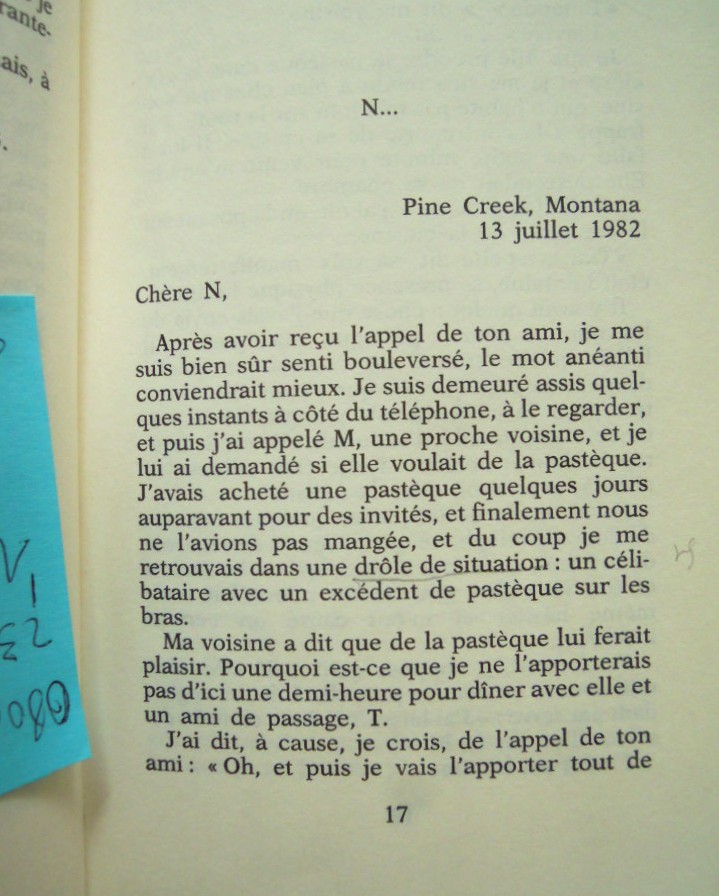 je
rante-
ais, à
N...
Pine Creek, Montana
13 juillet 1982
Chère N,
Après avoir reçu l'appel de ton ami, je me
suis bien sûr senti bouleversé, le mot anéanti
conviendrait mieux. Je suis demeuré assis quel-
ques instants à côté du téléphone, à le regarder,
et puis j'ai appelé M, une proche voisine, et je
lui ai demandé si elle voulait de la pastèque.
J'avais acheté une pastèque quelques jours
auparavant pour des invités, et finalement nous
ne l'avions pas mangée, et du coup je me
retrouvais dans une drôle de situation : un céli-
bataire avec un excédent de pastèque sur les
bras.
Ma voisine a dit que de la pastèque lui ferait
plaisir. Pourquoi est-ce que je ne l'apporterais
pas d'ici une demi-heure pour dîner avec elle et
un ami de passage, T.
J'ai dit, à cause, je crois, de l'appel de ton
ami : « Oh, et puis je vais l'apporter tout de
17